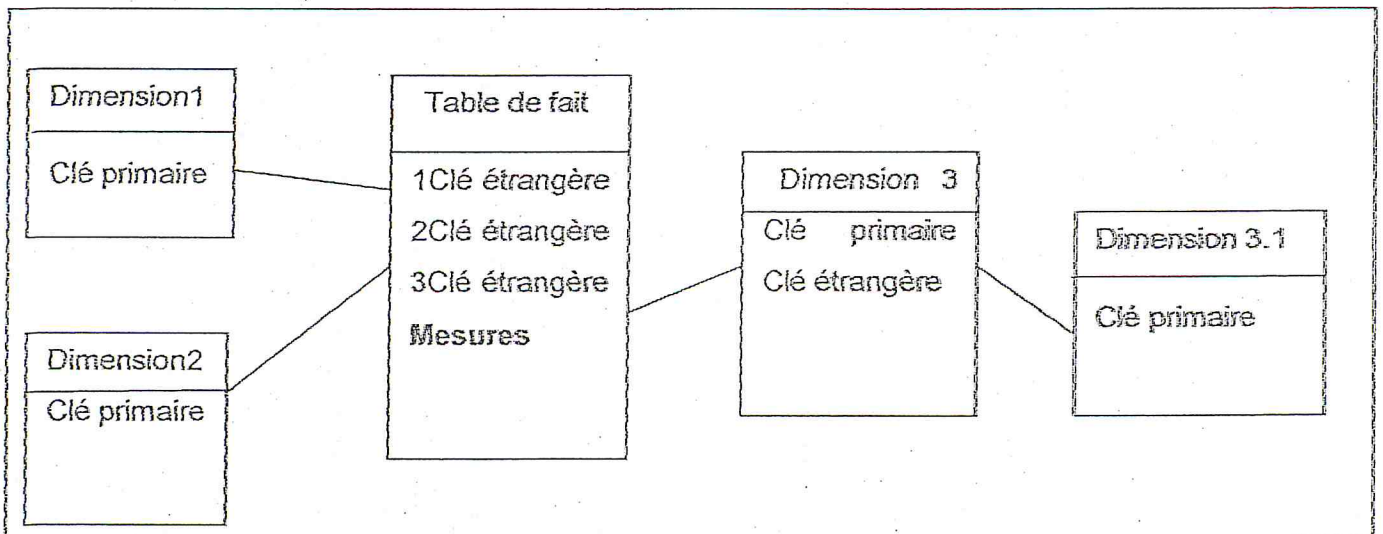 Dimension1
Clé primaire
Dimension2
Clé primaire
Table de fait
1Clé étrangère
2Clé étrangère
3Clé étrangère
Mesures
Dimension 3
Clé primaire
Clé étrangère
Dimension 3.1
Clé primaire